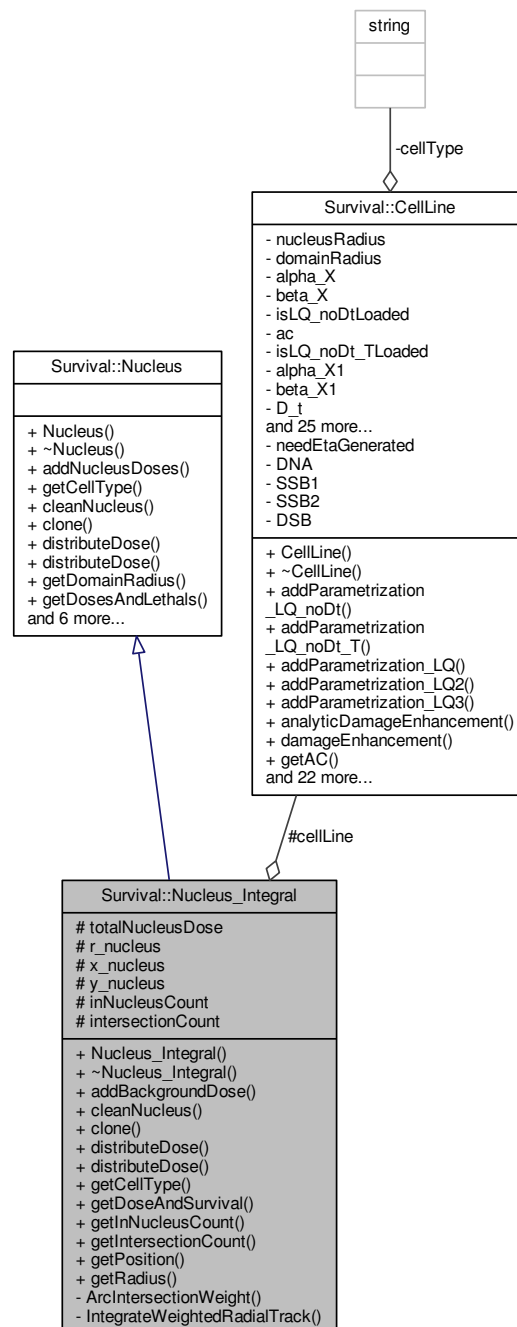 string
-cellType
Survival::CellLine
- nucleusRadius
- domainRadius
- alpha_X
- beta_X
- isLQ_noDtLoaded
- ac
- isLQ_noDt_TLoaded
- alpha_X1
- beta_X1
- D_t
and 25 more...
- needEtaGenerated
- DNA
- SSB1
- SSB2
- DSB
+ CellLine()
+ ~CellLine()
+ addParametrization
_LQ_noDt()
+ addParametrization
_LQ_noDt_T()
+ addParametrization_LQ()
+ addParametrization_LQ2()
+ addParametrization_LQ3()
+ analyticDamageEnhancement()
+ damageEnhancement()
+ getAC()
and 22 more...
Survival::Nucleus
+ Nucleus()
+ ~Nucleus()
+ addNucleusDoses()
+ getCellType()
+ cleanNucleus()
+ clone()
+ distributeDose()
+ distributeDose()
+ getDomainRadius()
+ getDosesAndLethals()
and 6 more...
#cellLine
Survival::Nucleus_Integral
# totalNucleusDose
# r_nucleus
# x_nucleus
# y_nucleus
# inNucleusCount
# intersectionCount
+ Nucleus_Integral()
+ ~Nucleus_Integral()
+ addBackgroundDose()
+ cleanNucleus()
+ clone()
+ distributeDose()
+ distributeDose()
+ getCellType()
+ getDoseAndSurvival()
+ getInNucleusCount()
+ getIntersectionCount()
+ getPosition()
+ getRadius()
- ArcIntersectionWeight()
- IntegrateWeightedRadialTrack()